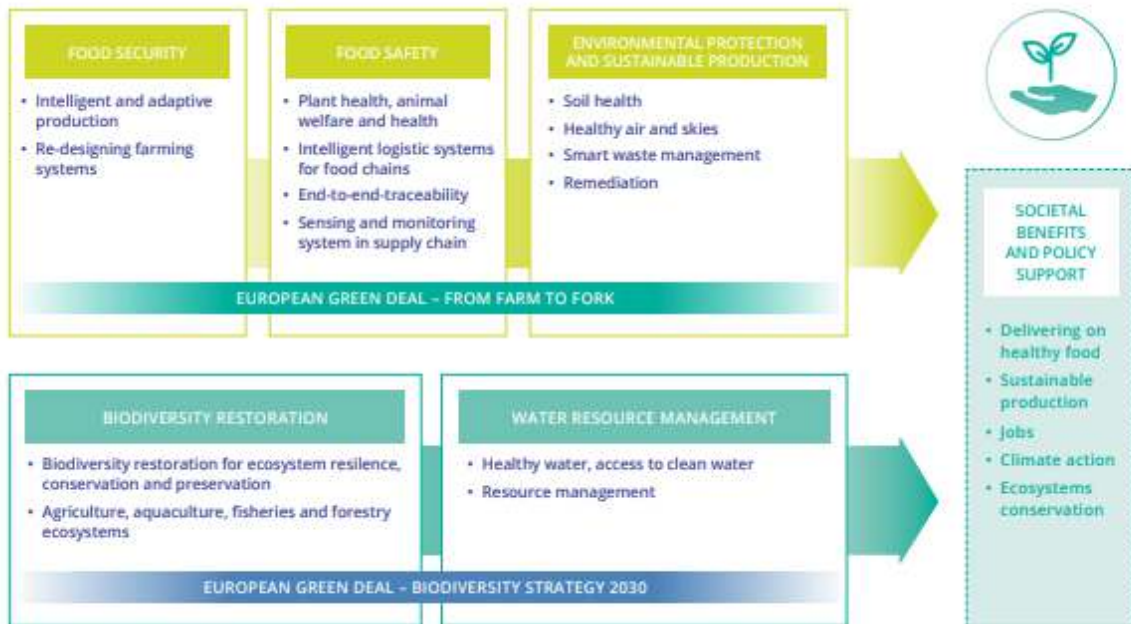 FOOD SECURITY
• Intelligent and adaptive
production
• Re-designing farming
systems
FOOD SAFETY
• Plant health, animal
welfare and health
• Intelligent logistic systems
for food chains
• End-to-end-traceability
• Sensing and monitoring
system in supply chain
ENVIRONMENTAL PROTECTION
AND SUSTAINABLE PRODUCTION
• Soil health
• Healthy air and skies
• Smart waste management
• Remediation
EUROPEAN GREEN DEAL – FROM FARM TO FORK
BIODIVERSITY RESTORATION
• Biodiversity restoration for ecosystem resilence,
conservation and preservation
• Agriculture, aquaculture, fisheries and forestry
ecosystems
WATER RESOURCE MANAGEMENT
• Healthy water, access to clean water
• Resource management
EUROPEAN GREEN DEAL – BIODIVERSITY STRATEGY 2030
SOCIETAL
BENEFITS
AND POLICY
SUPPORT
• Delivering on
healthy food
• Sustainable
production
• Jobs
• Climate action
• Ecosystems
conservation